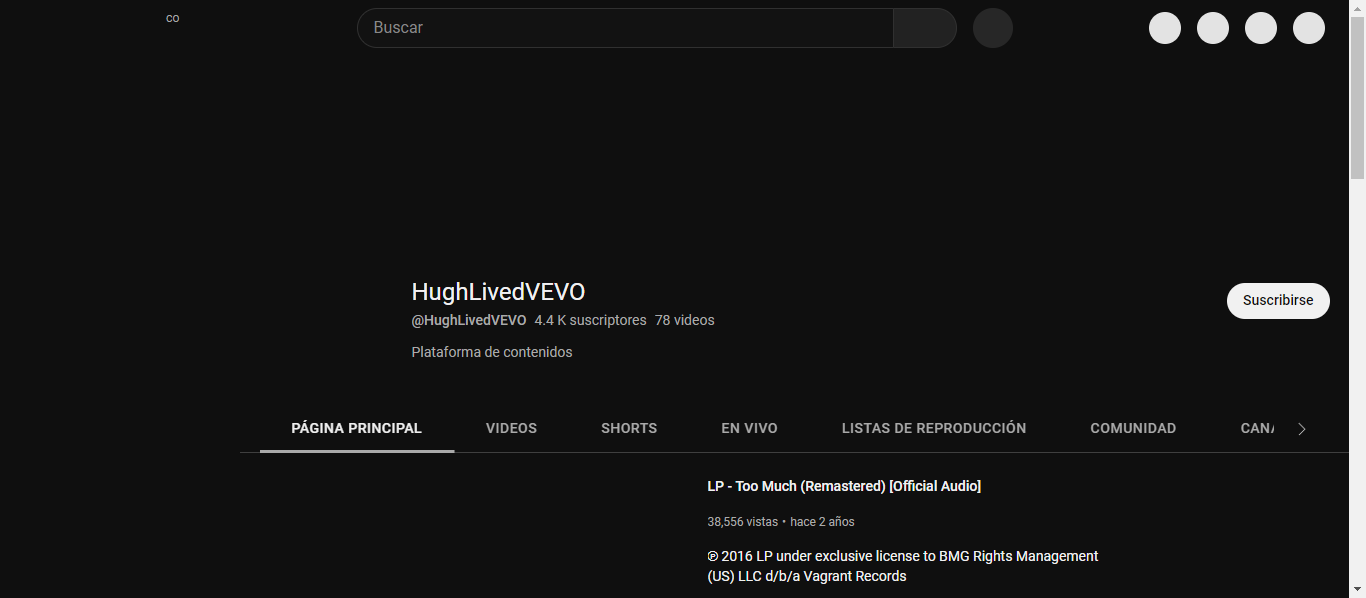 CO
Buscar
HughLivedVEVO
Suscribirse
@HughLivedVEVO 4.4 K suscriptores 78 videos
Plataforma de contenidos
PÁGINA PRINCIPAL VIDEOS SHORTS EN VIVO LISTAS DE REPRODUCCIÓN COMUNIDAD
LP - Too Much (Remastered) [Official Audio]
38,556 vistas • hace 2 años
℗ 2016 LP under exclusive license to BMG Rights Management
(US) LLC d/b/a Vagrant Records